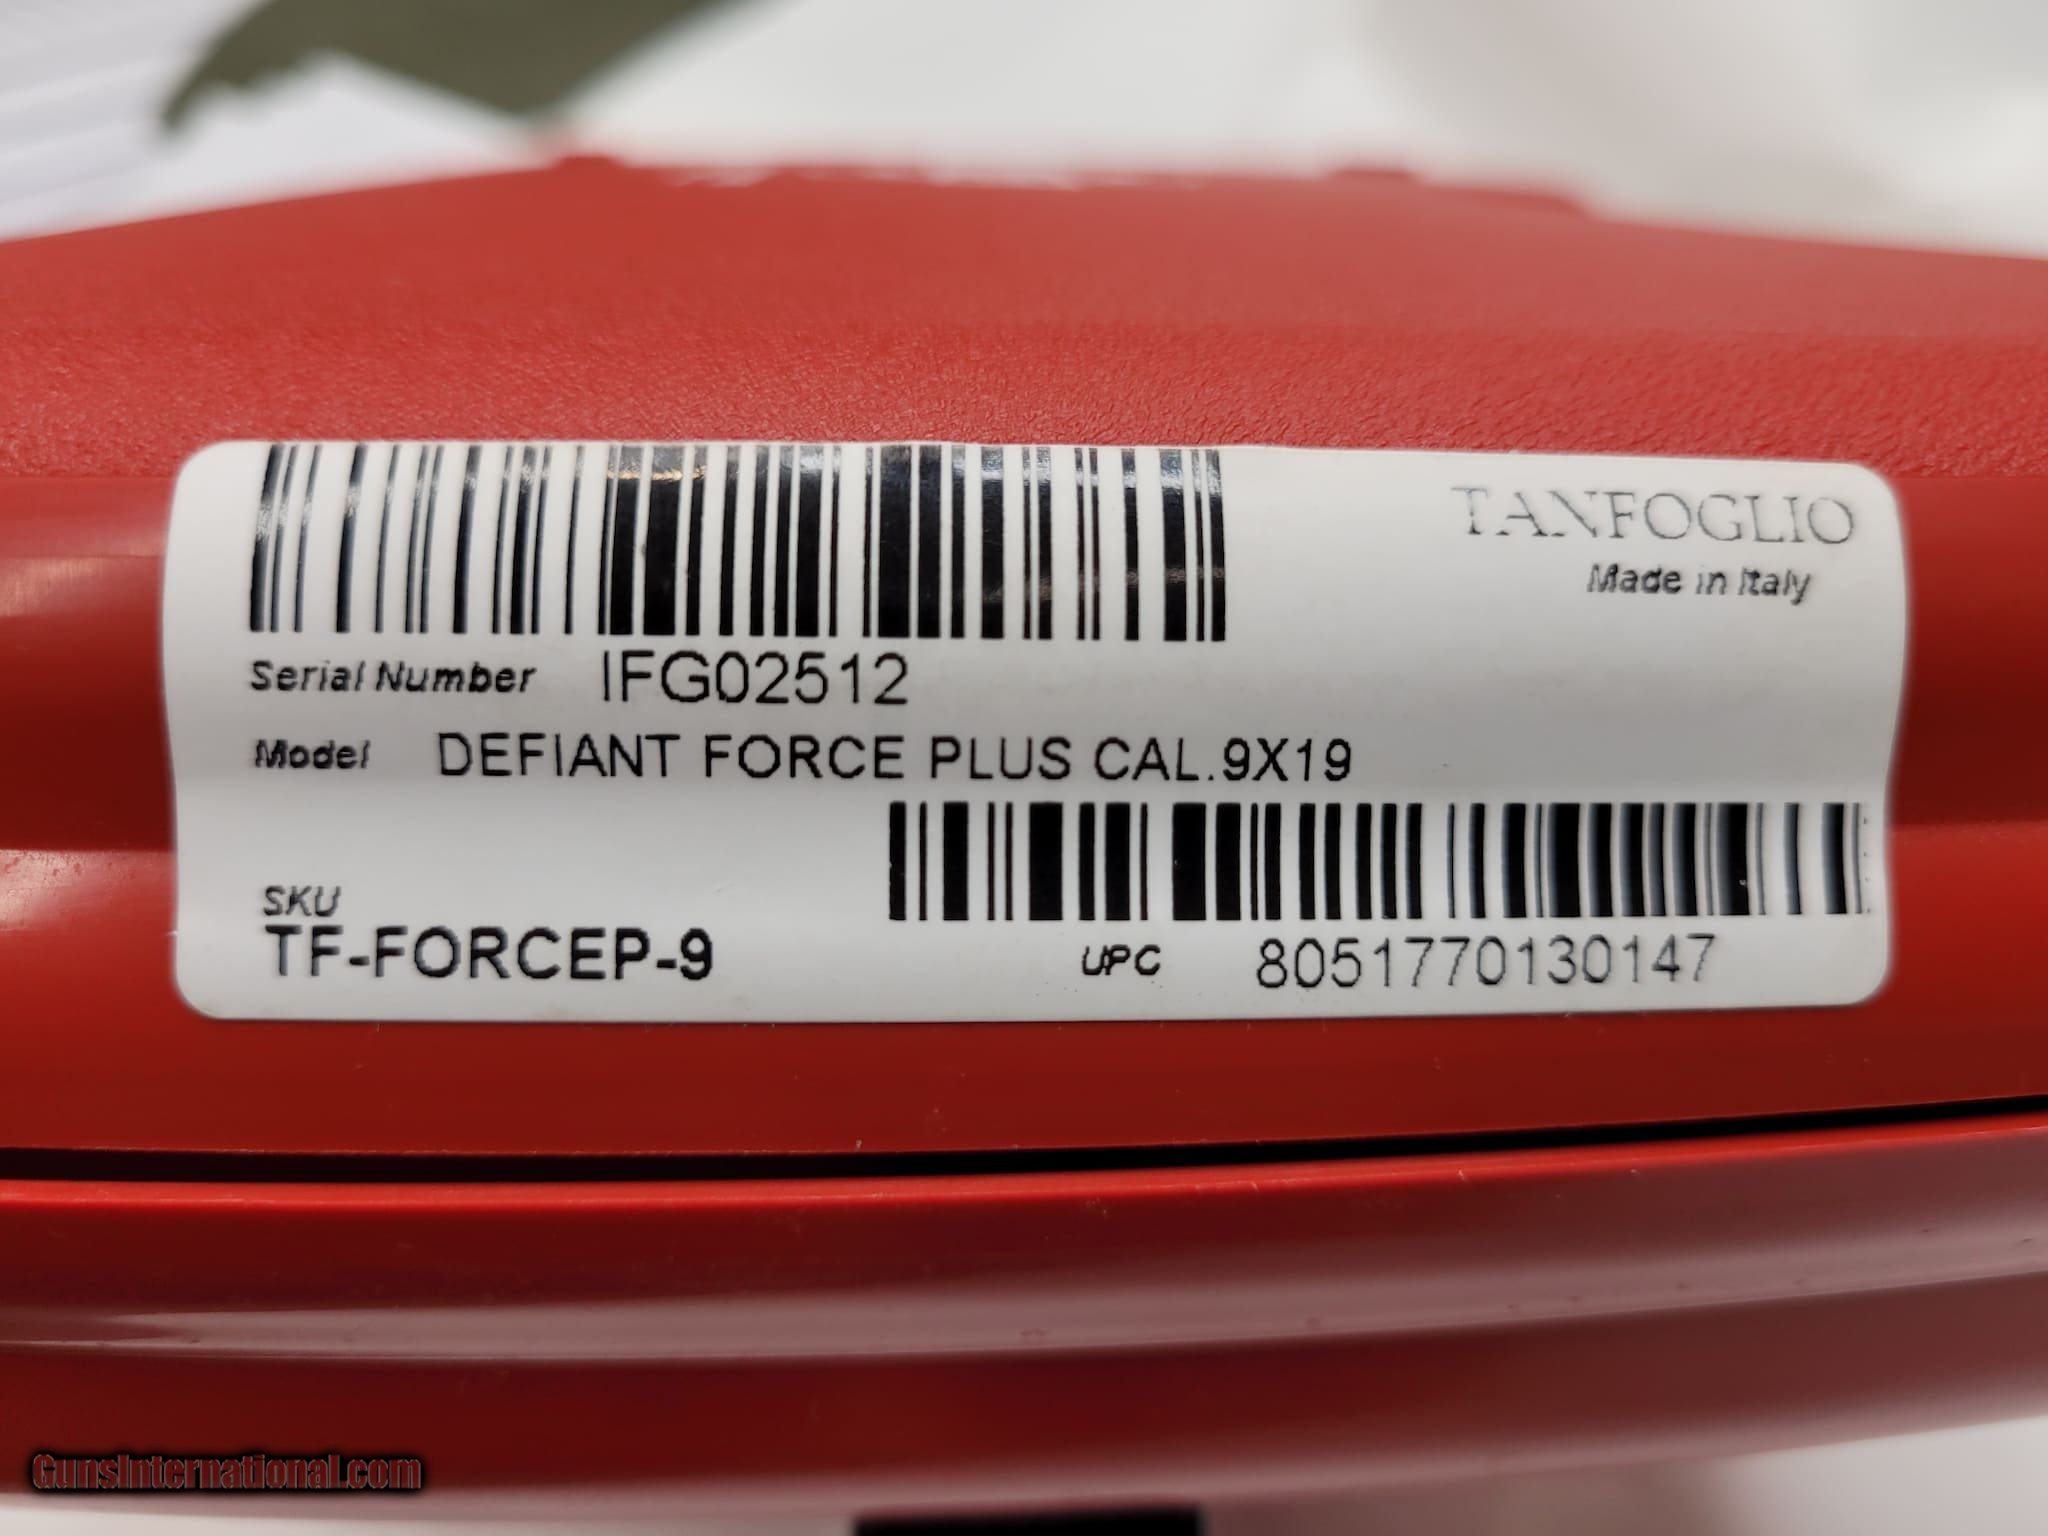 TANFOGLIO
Made in Italy
Serial Number IFG02512
Model DEFIANT FORCE PLUS CAL.9X19
SKU
TF-FORCEP-9
UPC 8051770130147
GunsInternational.com